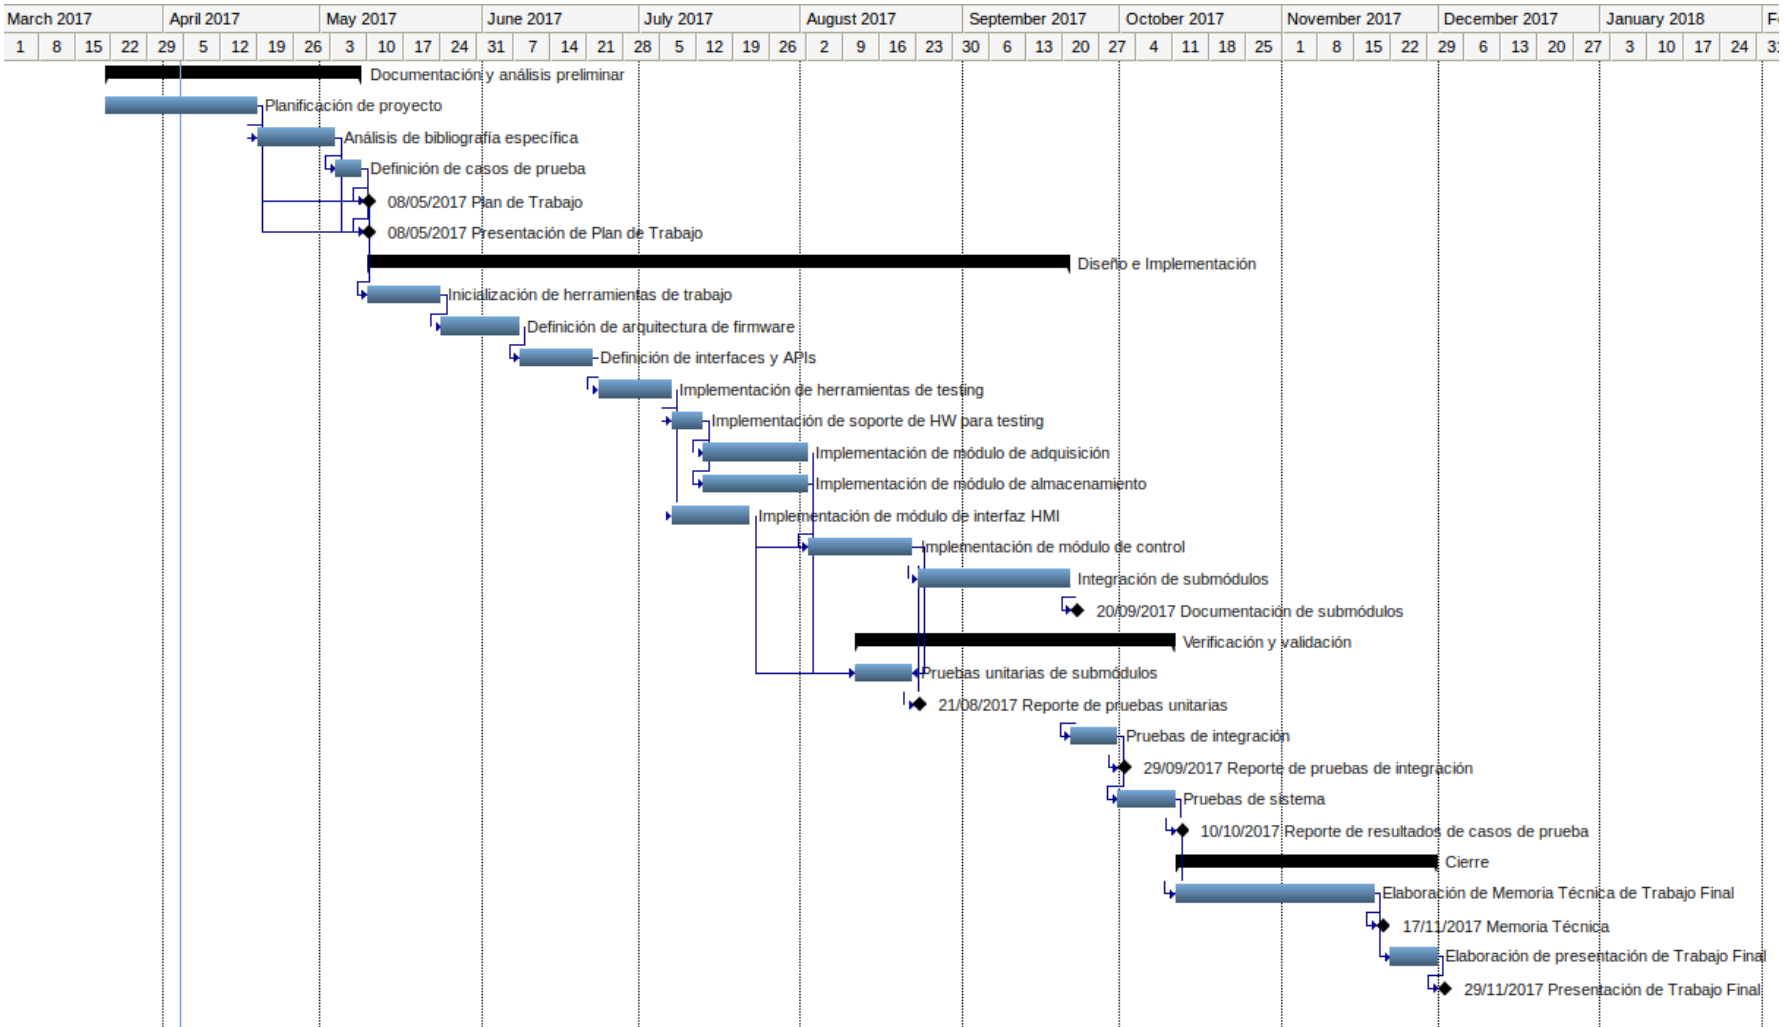 March 2017 April 2017 May 2017 June 2017 July 2017 August 2017 September 2017 October 2017 November 2017 December 2017 January 2018 F
1 8 15 22 29 5 12 19 26 3 10 17 24 31 7 14 21 28 5 12 19 26 2 9 16 23 30 6 13 20 27 4 11 18 25 1 8 15 22 29 6 13 20 27 3 10 17 24 31
Documentación y análisis preliminar
Planificación de proyecto
Análisis de bibliografía específica
Definición de casos de prueba
08/05/2017 Plan de Trabajo
08/05/2017 Presentación de Plan de Trabajo
Diseño e Implementación
Inicialización de herramientas de trabajo
Definición de arquitectura de firmware
Definición de interfaces y APIs
Implementación de herramientas de testing
Implementación de soporte de HW para testing
Implementación de módulo de adquisición
Implementación de módulo de almacenamiento
Implementación de módulo de interfaz HMI
Implementación de módulo de control
Integración de submódulos
20/09/2017 Documentación de submódulos
Verificación y validación
Pruebas unitarias de submódulos
21/08/2017 Reporte de pruebas unitarias
Pruebas de integración
29/09/2017 Reporte de pruebas de integración
Pruebas de sistema
10/10/2017 Reporte de resultados de casos de prueba
Cierre
Elaboración de Memoria Técnica de Trabajo Final
17/11/2017 Memoria Técnica
Elaboración de presentación de Trabajo Final
29/11/2017 Presentación de Trabajo Final